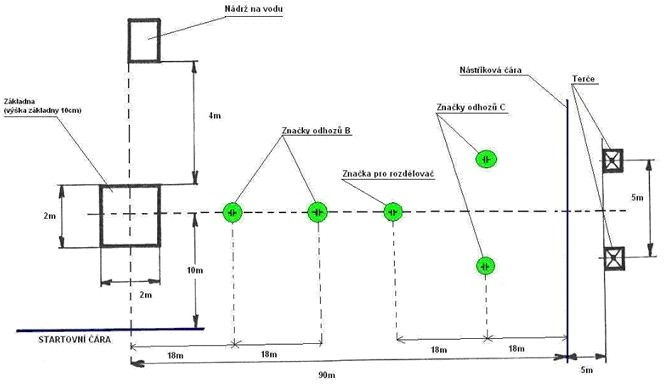 Nádrž na vodu
Nástřiková čára
Terče
Základna
(výška základny 10cm)
4m
Značky odhozů C
Značky odhozů B
Značka pro rozdělovač
2m
5m
10m
2m
STARTOVNÍ ČÁRA
18m
18m
18m
18m
90m
5m